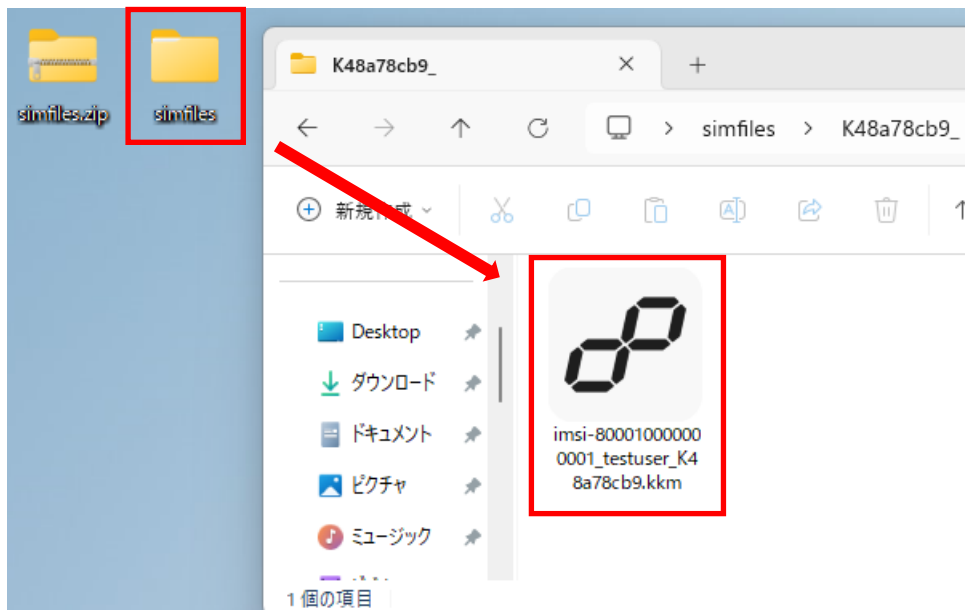 simfiles.zip
simfiles
K48a78cb9_
simfiles > K48a78cb9_
新規作成
Desktop
ダウンロード
ドキュメント
ピクチャ
ミュージック
imsi-80001000000
0001_testuser_K4
8a78cb9.kkm
1 個の項目